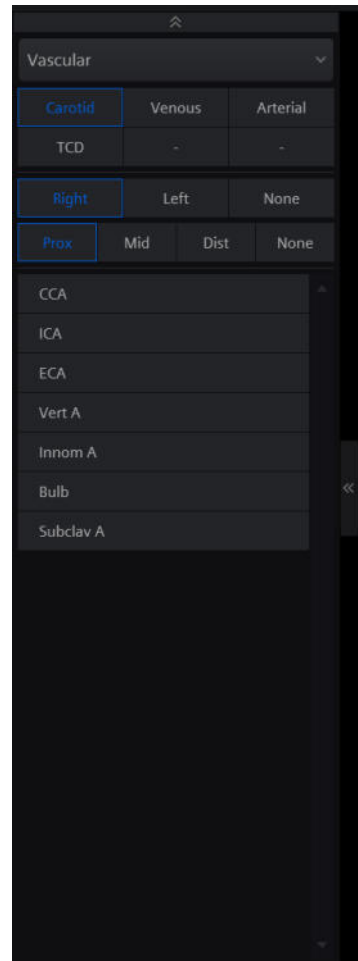 Vascular
Carotid Venous Arterial
TCD - -
Right Left None
Prox Mid Dist None
CCA
ICA
ECA
Vert A
Innom A
Bulb
Subclav A